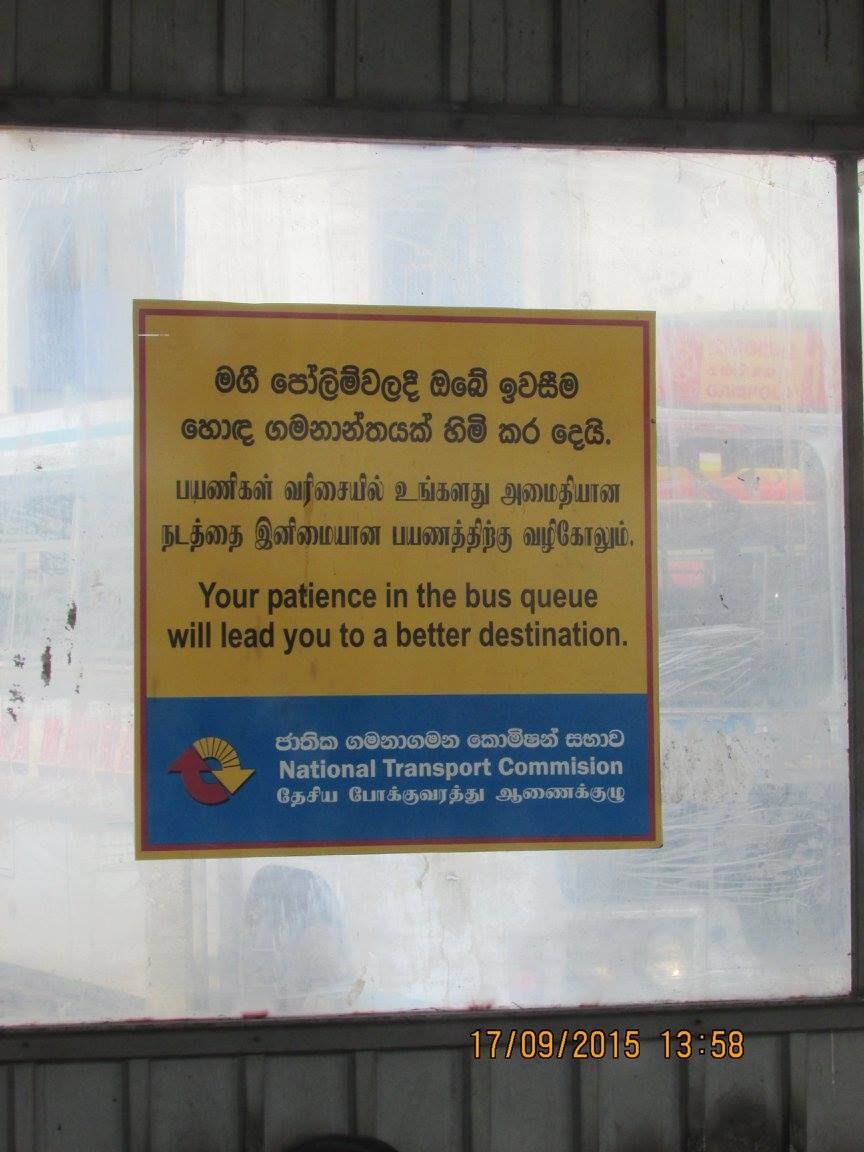 මගී පෝලිම්වලදී ඔබේ ඉවසීම
හොඳ ගමනාන්තයක් හිමි කර දෙයි.
பயணிகள் வரிசையில் உங்களது அமைதியான
நடத்தை இனிமையான பயணத்திற்கு வழிகோலும்.
Your patience in the bus queue
will lead you to a better destination.
ජාතික ගමනාගමන කොමිෂන් සභාව
National Transport Commision
தேசிய போக்குவரத்து ஆணைக்குழு
17/09/2015 13:58